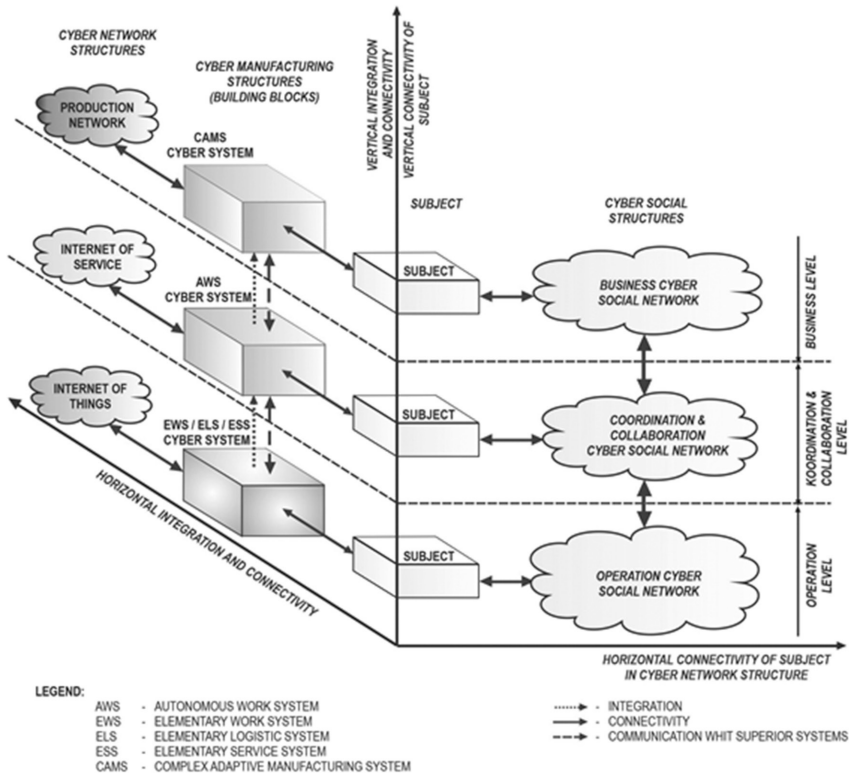 CYBER NETWORK
STRUCTURES
CYBER MANUFACTURING
STRUCTURES
(BUILDING BLOCKS)
VERTICAL INTEGRATION
AND CONNECTIVITY
VERTICAL CONNECTIVITY OF
SUBJECT
SUBJECT
CYBER SOCIAL
STRUCTURES
PRODUCTION
NETWORK
CAMS
CYBER SYSTEM
SUBJECT
BUSINESS CYBER
SOCIAL NETWORK
BUSINESS LEVEL
INTERNET OF
SERVICE
AWS
CYBER SYSTEM
SUBJECT
COORDINATION &
COLLABORATION
CYBER SOCIAL NETWORK
KOORDINATION &
COLLABORATION
LEVEL
INTERNET OF
THINGS
EWS / ELS / ESS
CYBER SYSTEM
SUBJECT
OPERATION CYBER
SOCIAL NETWORK
OPERATION
LEVEL
HORIZONTAL INTEGRATION AND CONNECTIVITY
HORIZONTAL CONNECTIVITY OF SUBJECT
IN CYBER NETWORK STRUCTURE
LEGEND:
AWS - AUTONOMOUS WORK SYSTEM
EWS - ELEMENTARY WORK SYSTEM
ELS - ELEMENTARY LOGISTIC SYSTEM
ESS - ELEMENTARY SERVICE SYSTEM
CAMS - COMPLEX ADAPTIVE MANUFACTURING SYSTEM
- INTEGRATION
- CONNECTIVITY
- COMMUNICATION WHIT SUPERIOR SYSTEMS